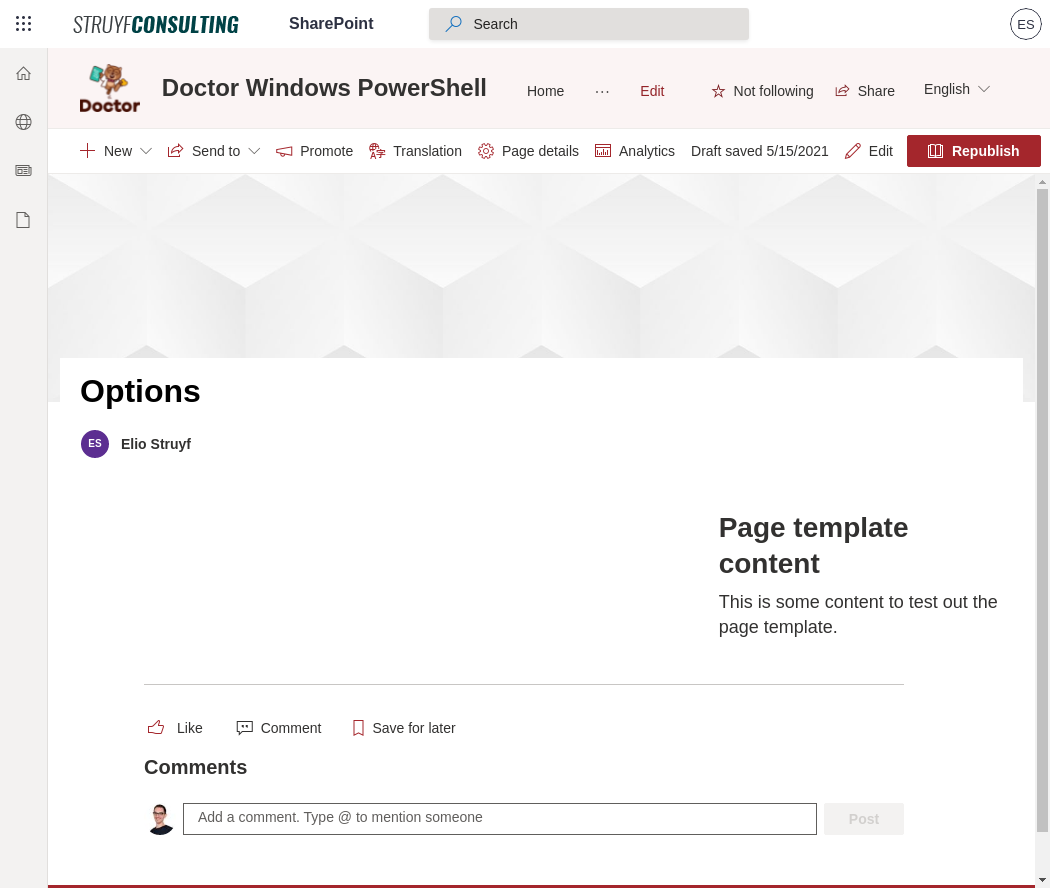 STRUYFCONSULTING SharePoint Search ES
Doctor Doctor Windows PowerShell Home ... Edit Not following Share English
New Send to Promote Translation Page details Analytics Draft saved 5/15/2021 Edit Republish
Options
ES Elio Struyf
Page template
content
This is some content to test out the
page template.
Like Comment Save for later
Comments
Add a comment. Type @ to mention someone Post